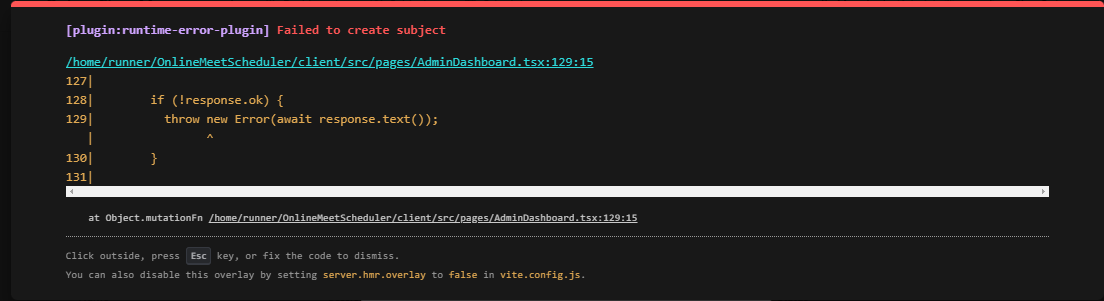 [plugin:runtime-error-plugin] Failed to create subject
/home/runner/OnlineMeetScheduler/client/src/pages/AdminDashboard.tsx:129:15
127|
128|        if (!response.ok) {
129|          throw new Error(await response.text());
   |                ^
130|        }
131|
at Object.mutationFn /home/runner/OnlineMeetScheduler/client/src/pages/AdminDashboard.tsx:129:15
Click outside, press Esc key, or fix the code to dismiss.
You can also disable this overlay by setting server.hmr.overlay to false in vite.config.js.